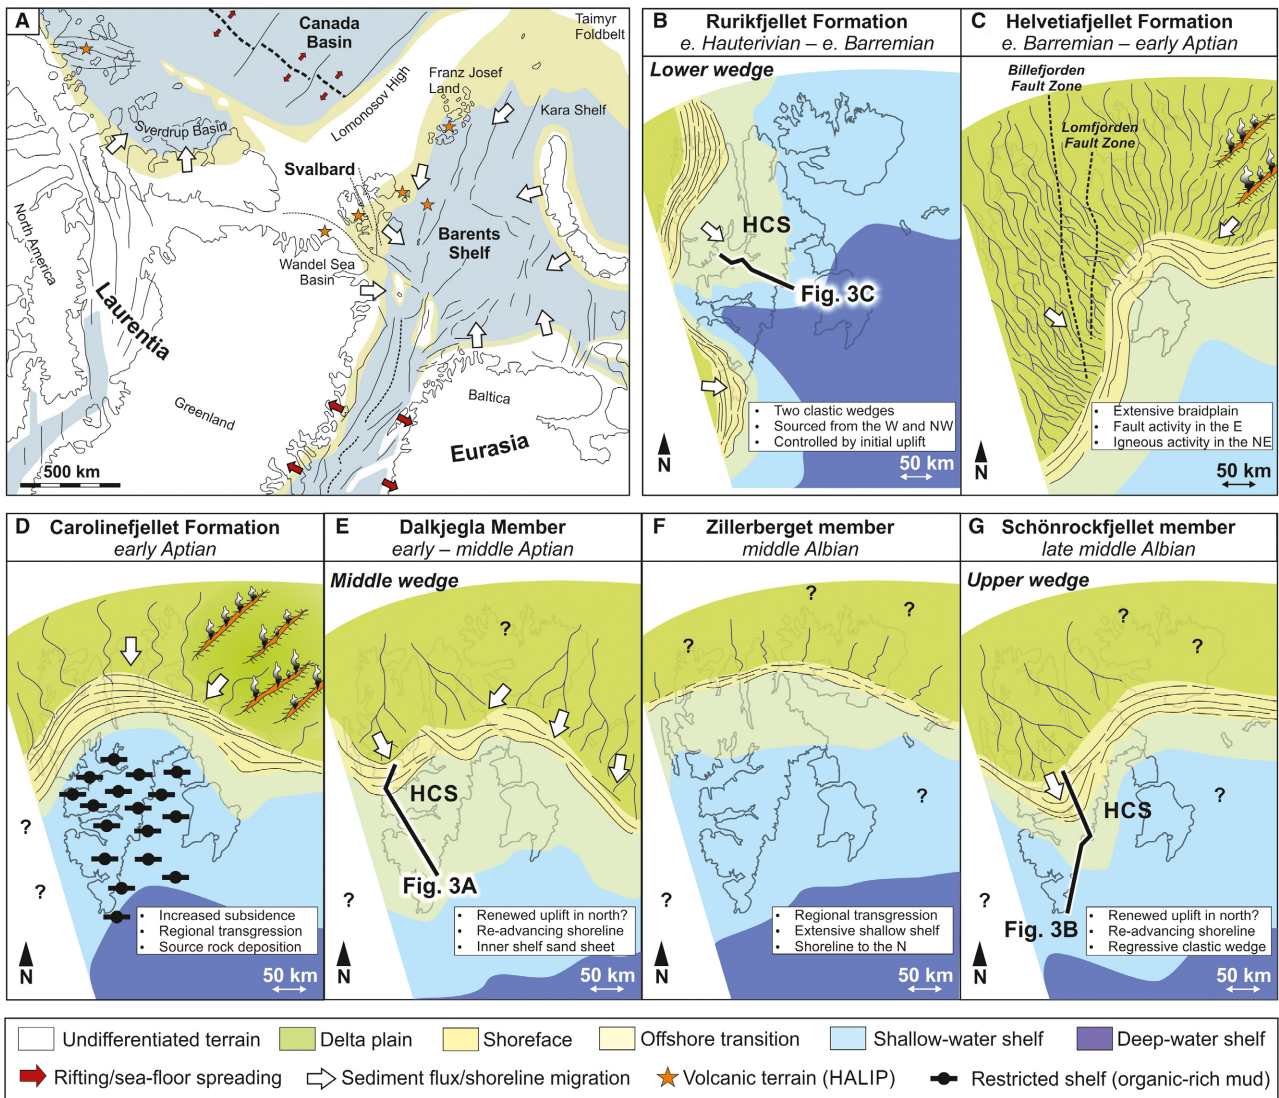 A
Canada
Basin
Taimyr
Foldbelt
Franz Josef
Land
Lomonosov High
Kara Shelf
Sverdrup Basin
Svalbard
North America
Barents
Shelf
Wandel Sea
Basin
Laurentia
Greenland
Baltica
Eurasia
500 km
B Rurikfjellet Formation
e. Hauterivian – e. Barremian
Lower wedge
HCS
Fig. 3C
• Two clastic wedges
• Sourced from the W and NW
• Controlled by initial uplift
N
50 km
C Helvetiafjellet Formation
e. Barremian – early Aptian
Billefjorden
Fault Zone
Lomfjorden
Fault Zone
• Extensive braidplain
• Fault activity in the E
• Igneous activity in the NE
N
50 km
D Carolinefjellet Formation
early Aptian
?
?
• Increased subsidence
• Regional transgression
• Source rock deposition
N
50 km
E Dalkjegla Member
early – middle Aptian
Middle wedge
?
HCS
Fig. 3A
?
• Renewed uplift in north?
• Re-advancing shoreline
• Inner shelf sand sheet
N
50 km
F Zillerberget member
middle Albian
?
?
?
?
• Regional transgression
• Extensive shallow shelf
• Shoreline to the N
N
50 km
G Schönrockfjellet member
late middle Albian
Upper wedge
?
?
HCS
?
?
Fig. 3B
• Renewed uplift in north?
• Re-advancing shoreline
• Regressive clastic wedge
N
50 km
Undifferentiated terrain Delta plain Shoreface Offshore transition Shallow-water shelf Deep-water shelf
Rifting/sea-floor spreading Sediment flux/shoreline migration Volcanic terrain (HALIP) Restricted shelf (organic-rich mud)